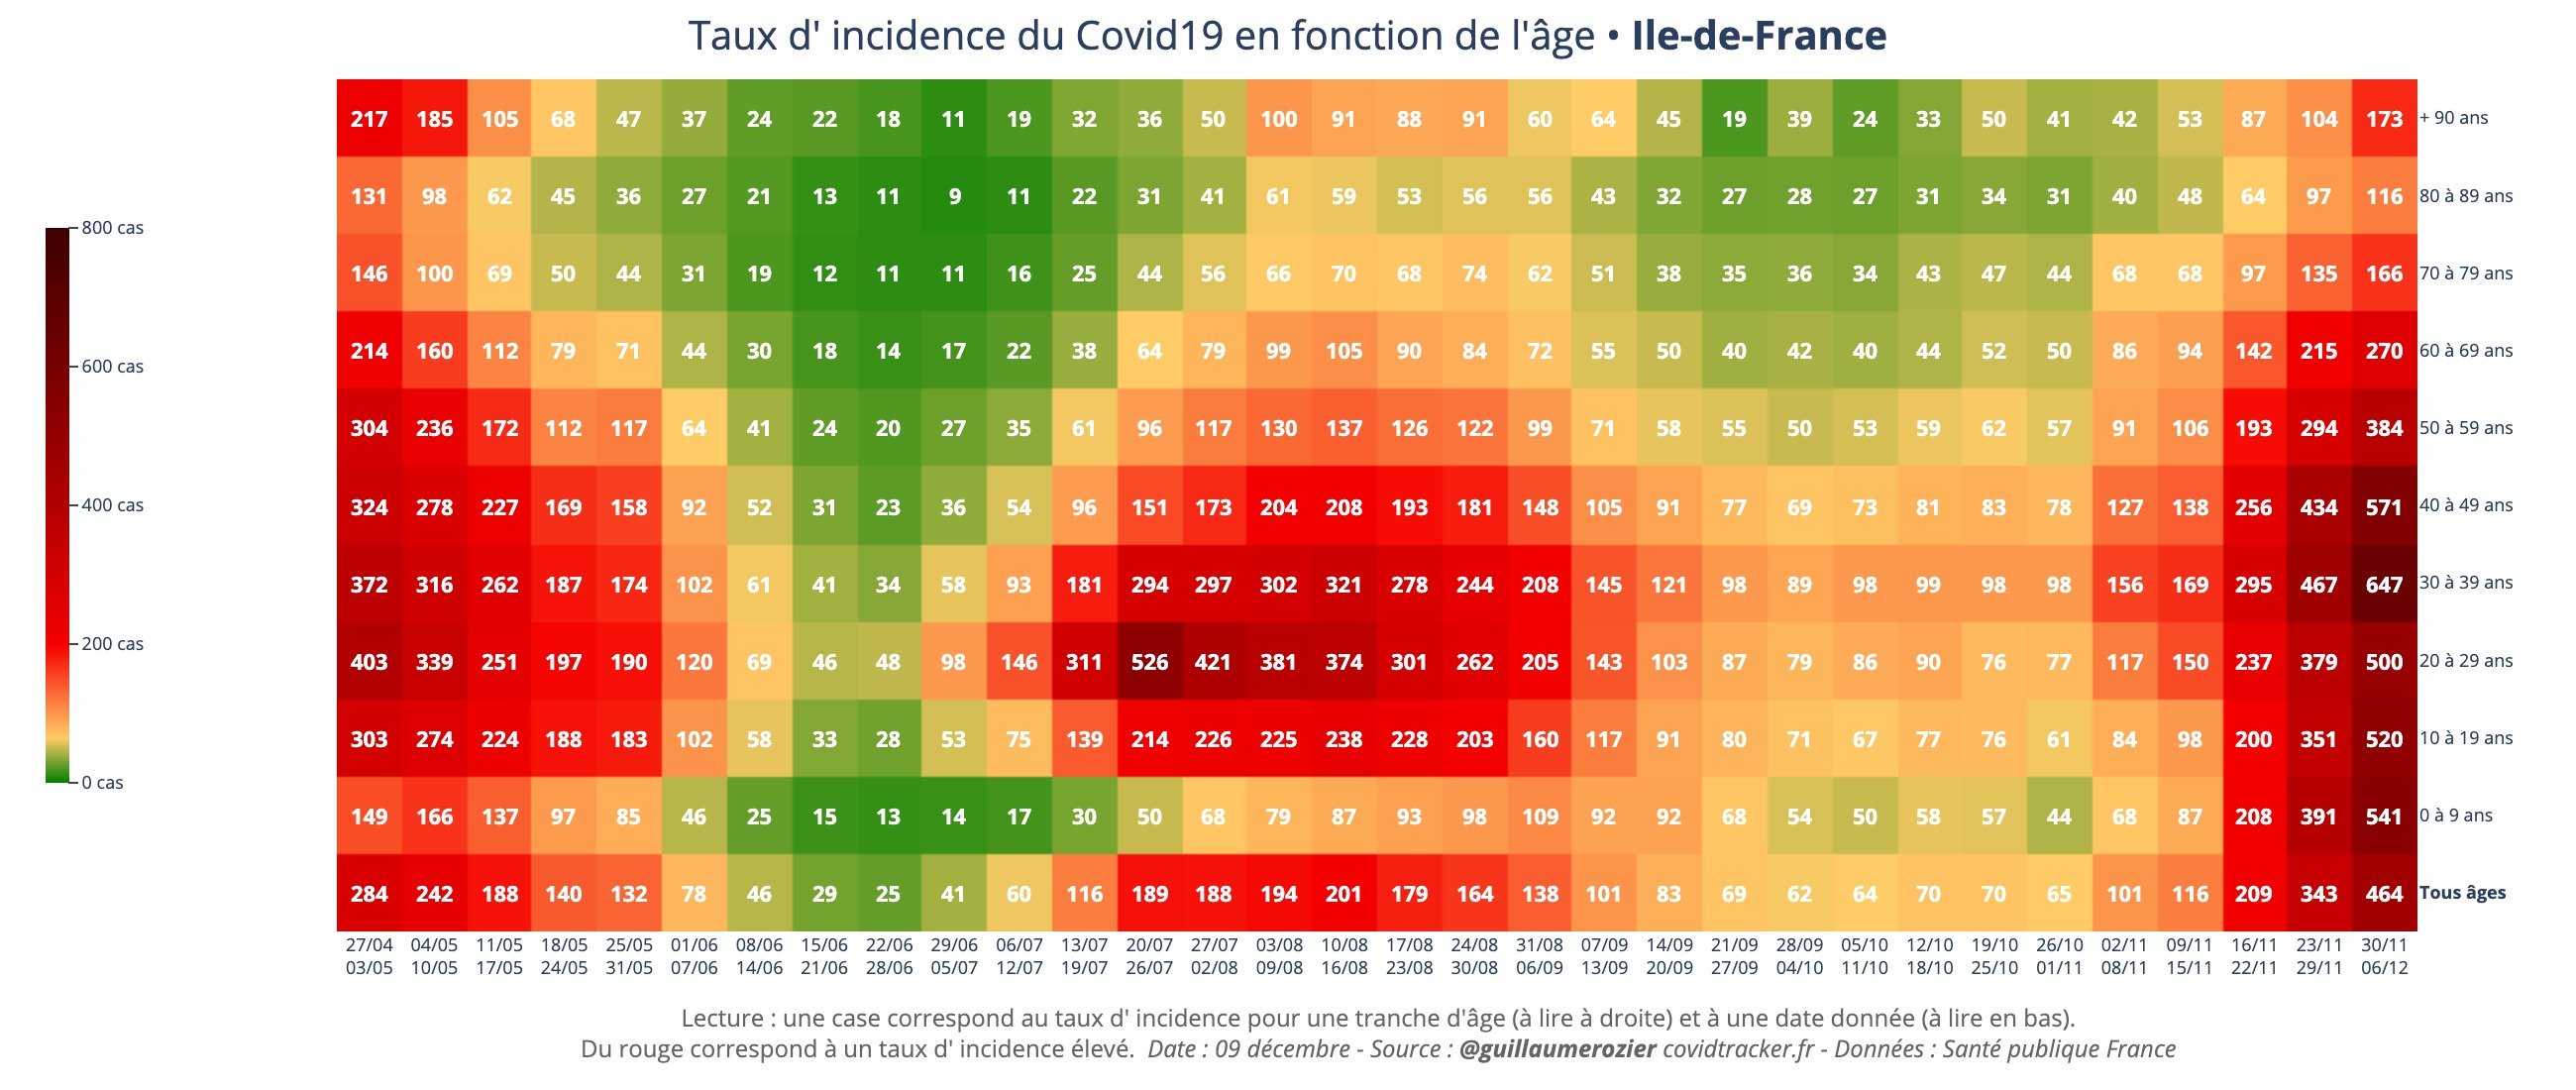 Taux d' incidence du Covid19 en fonction de l'âge • Ile-de-France
217 185 105 68 47 37 24 22 18 11 19 32 36 50 100 91 88 91 60 64 45 19 39 24 33 50 41 42 53 87 104 173 + 90 ans
131 98 62 45 36 27 21 13 11 9 11 22 31 41 61 59 53 56 56 43 32 27 28 27 31 34 31 40 48 64 97 116 80 à 89 ans
800 cas
146 100 69 50 44 31 19 12 11 11 16 25 44 56 66 70 68 74 62 51 38 35 36 34 43 47 44 68 68 97 135 166 70 à 79 ans
214 160 112 79 71 44 30 18 14 17 22 38 64 79 99 105 90 84 72 55 50 40 42 40 44 52 50 86 94 142 215 270 60 à 69 ans
600 cas
304 236 172 112 117 64 41 24 20 27 35 61 96 117 130 137 126 122 99 71 58 55 50 53 59 62 57 91 106 193 294 384 50 à 59 ans
400 cas
324 278 227 169 158 92 52 31 23 36 54 96 151 173 204 208 193 181 148 105 91 77 69 73 81 83 78 127 138 256 434 571 40 à 49 ans
372 316 262 187 174 102 61 41 34 58 93 181 294 297 302 321 278 244 208 145 121 98 89 98 99 98 98 156 169 295 467 647 30 à 39 ans
200 cas
403 339 251 197 190 120 69 46 48 98 146 311 526 421 381 374 301 262 205 143 103 87 79 86 90 76 77 117 150 237 379 500 20 à 29 ans
303 274 224 188 183 102 58 33 28 53 75 139 214 226 225 238 228 203 160 117 91 80 71 67 77 76 61 84 98 200 351 520 10 à 19 ans
0 cas
149 166 137 97 85 46 25 15 13 14 17 30 50 68 79 87 93 98 109 92 92 68 54 50 58 57 44 68 87 208 391 541 0 à 9 ans
284 242 188 140 132 78 46 29 25 41 60 116 189 188 194 201 179 164 138 101 83 69 62 64 70 70 65 101 116 209 343 464 Tous âges
27/04 04/05 11/05 18/05 25/05 01/06 08/06 15/06 22/06 29/06 06/07 13/07 20/07 27/07 03/08 10/08 17/08 24/08 31/08 07/09 14/09 21/09 28/09 05/10 12/10 19/10 26/10 02/11 09/11 16/11 23/11 30/11
03/05 10/05 17/05 24/05 31/05 07/06 14/06 21/06 28/06 05/07 12/07 19/07 26/07 02/08 09/08 16/08 23/08 30/08 06/09 13/09 20/09 27/09 04/10 11/10 18/10 25/10 01/11 08/11 15/11 22/11 29/11 06/12
Lecture : une case correspond au taux d' incidence pour une tranche d'âge (à lire à droite) et à une date donnée (à lire en bas).
Du rouge correspond à un taux d' incidence élevé. Date : 09 décembre - Source : @guillaumerozier covidtracker.fr - Données : Santé publique France